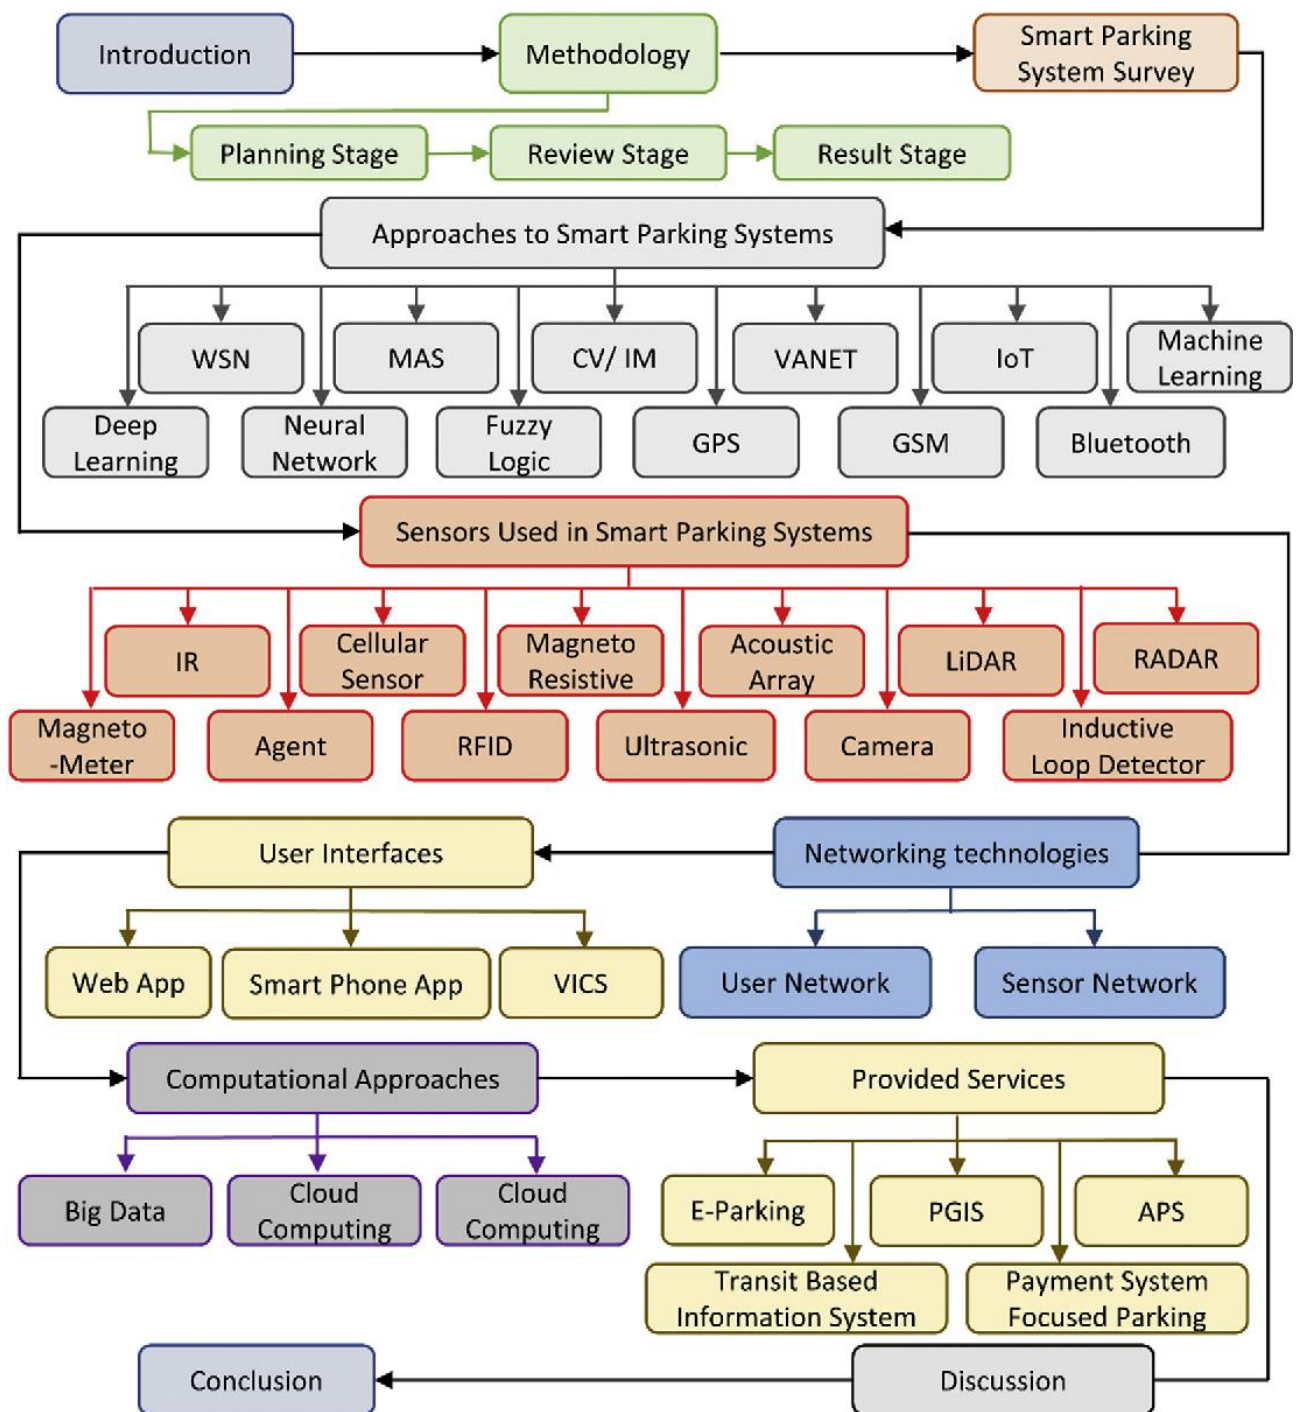 Introduction
Methodology
Smart Parking
System Survey
Planning Stage
Review Stage
Result Stage
Approaches to Smart Parking Systems
WSN
MAS
CV/ IM
VANET
IoT
Machine
Learning
Deep
Learning
Neural
Network
Fuzzy
Logic
GPS
GSM
Bluetooth
Sensors Used in Smart Parking Systems
IR
Cellular
Sensor
Magneto
Resistive
Acoustic
Array
LiDAR
RADAR
Magneto
-Meter
Agent
RFID
Ultrasonic
Camera
Inductive
Loop Detector
User Interfaces
Networking technologies
Web App
Smart Phone App
VICS
User Network
Sensor Network
Computational Approaches
Provided Services
Big Data
Cloud
Computing
Cloud
Computing
E-Parking
PGIS
APS
Transit Based
Information System
Payment System
Focused Parking
Conclusion
Discussion